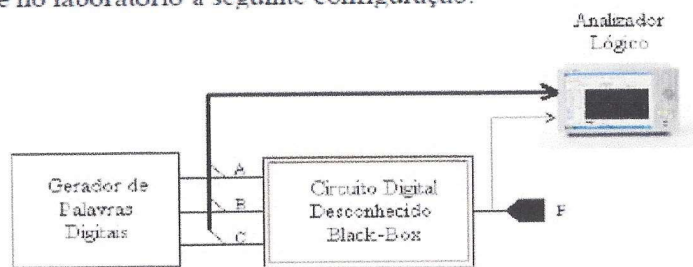 e no laboratório a seguinte configuração:
Analizador
Lógico
Gerador de
Palavras
Digitais
A
B
C
Circuito Digital
Desconhecido
Black-Box
F